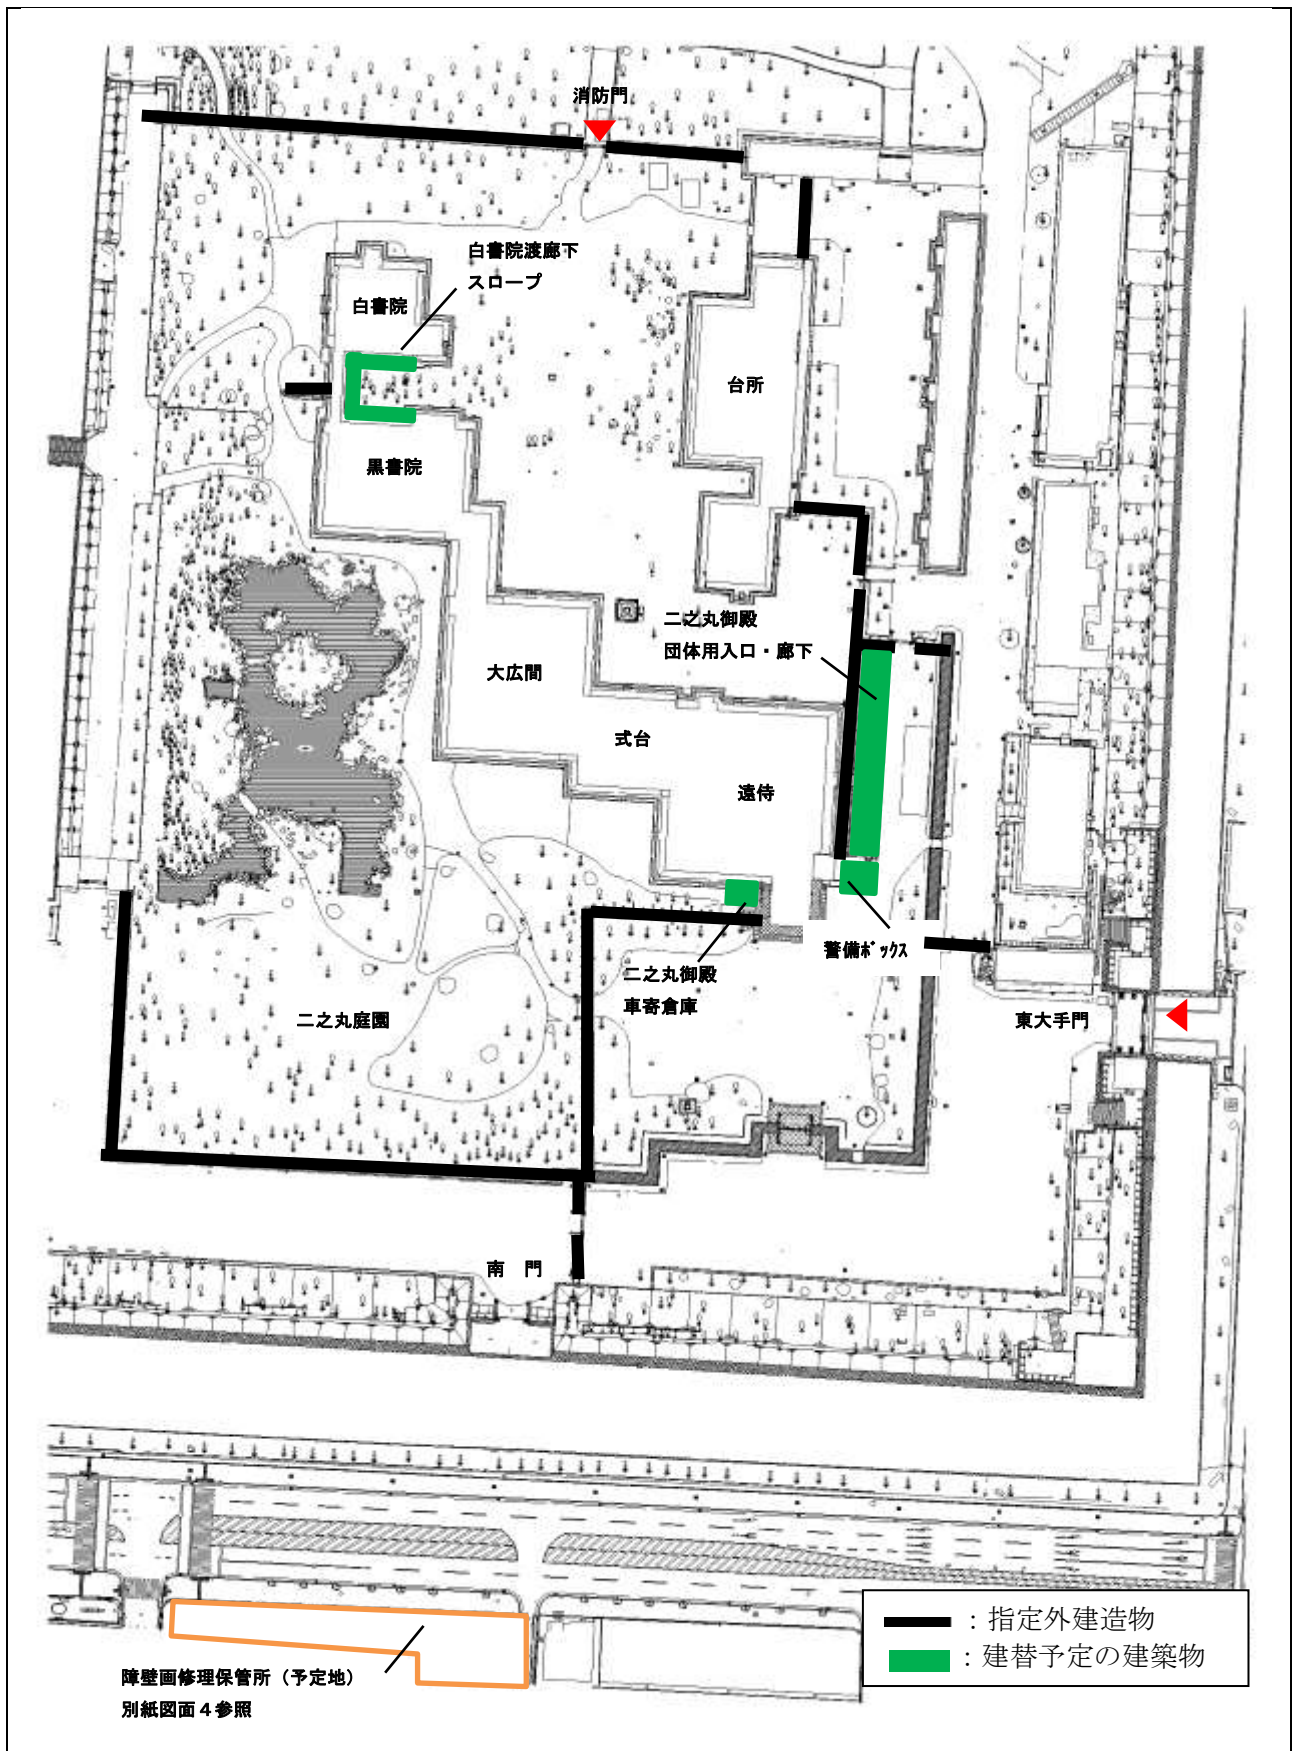 消防門
白書院渡廊下
スロープ
白書院
台所
黒書院
二之丸御殿
団体用入口・廊下
大広間
式台
遠侍
警備ボックス
二之丸御殿
車寄倉庫
二之丸庭園
東大手門
南　門
：指定外建造物
：建替予定の建築物
障壁画修理保管所（予定地）
別紙図面４参照